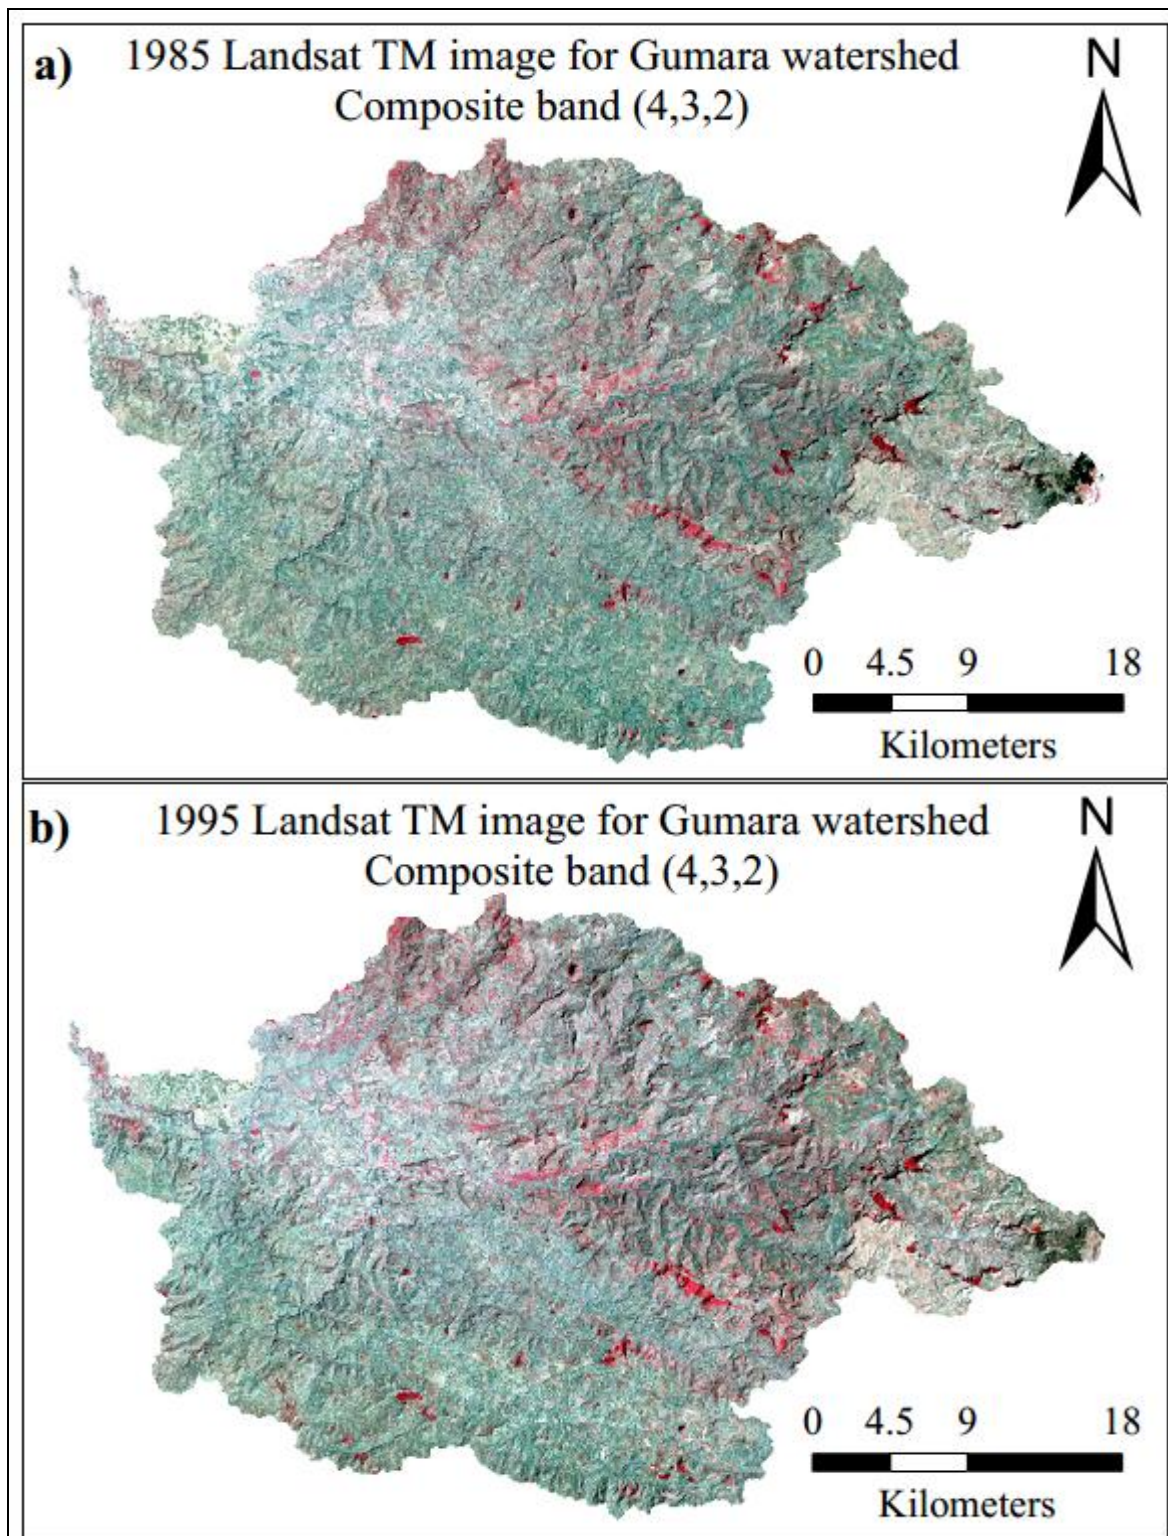 a)
1985 Landsat TM image for Gumara watershed
Composite band (4,3,2)
N
0 4.5 9 18
Kilometers
b)
1995 Landsat TM image for Gumara watershed
Composite band (4,3,2)
N
0 4.5 9 18
Kilometers